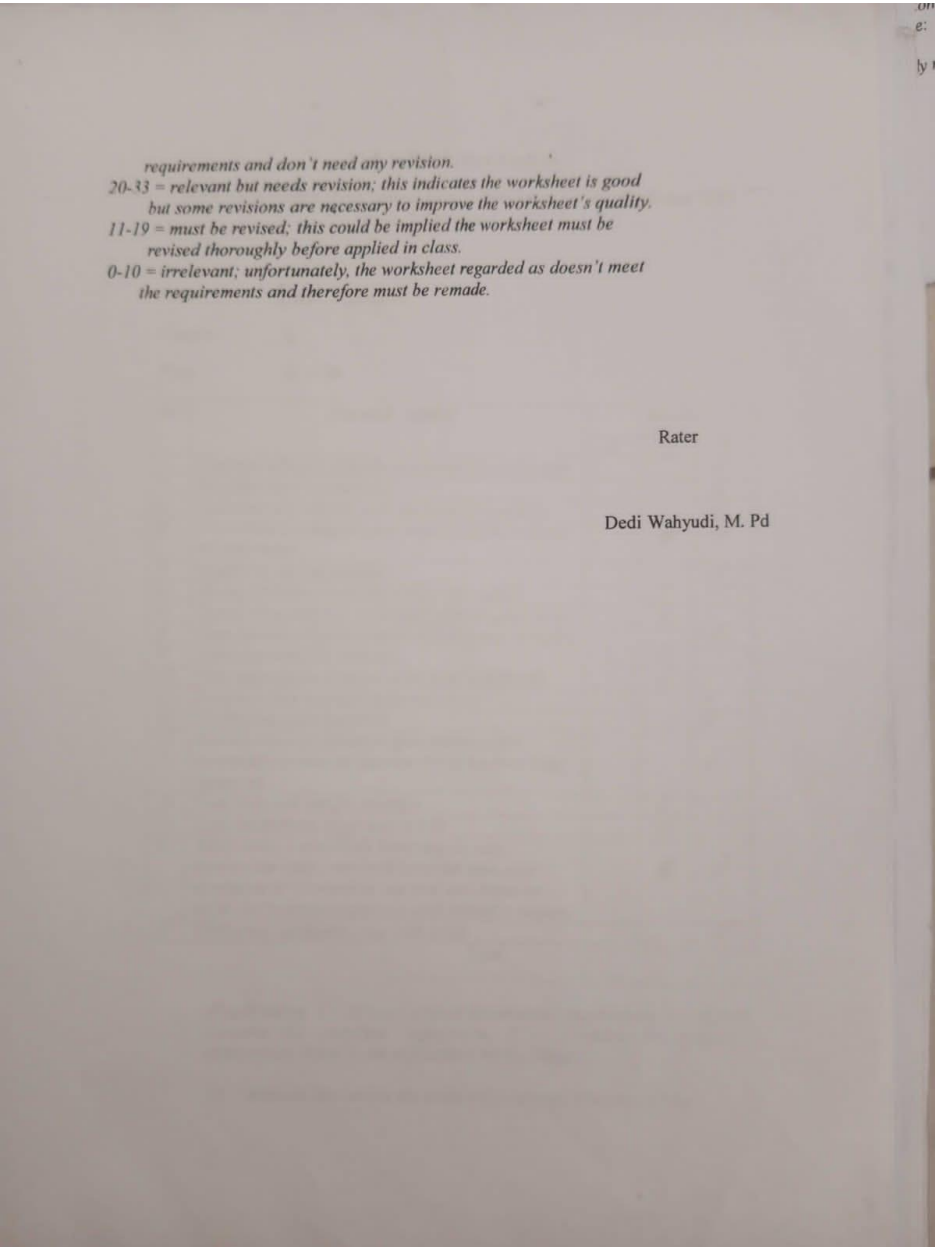 requirements and don't need any revision.
20-33 = relevant but needs revision; this indicates the worksheet is good
but some revisions are necessary to improve the worksheet's quality.
11-19 = must be revised; this could be implied the worksheet must be
revised thoroughly before applied in class.
0-10 = irrelevant; unfortunately, the worksheet regarded as doesn't meet
the requirements and therefore must be remade.
Rater
Dedi Wahyudi, M. Pd